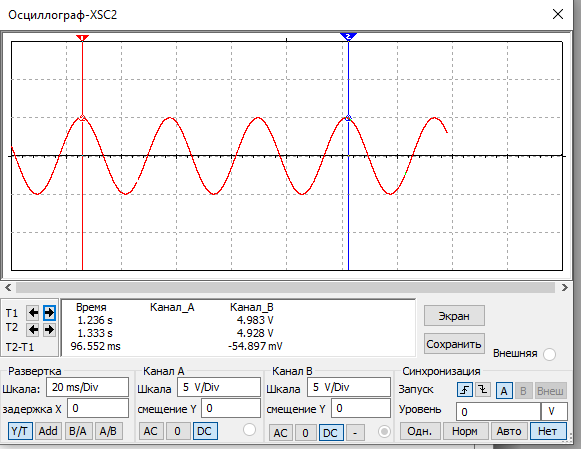 Осциллограф-XSC2
1 2
T1
T2
T2-T1
Время Канал_A Канал_B
1.236 s 4.983 V
1.333 s 4.928 V
96.552 ms -54.897 mV
Экран
Сохранить
Внешняя
Развертка
Шкала: 20 ms/Div
задержка X 0
Y/T Add B/A A/B
Канал A
Шкала 5 V/Div
смещение Y 0
AC 0 DC
Канал B
Шкала 5 V/Div
смещение Y 0
AC 0 DC -
Синхронизация
Запуск A B Внеш
Уровень 0 V
Одн. Норм Авто Нет